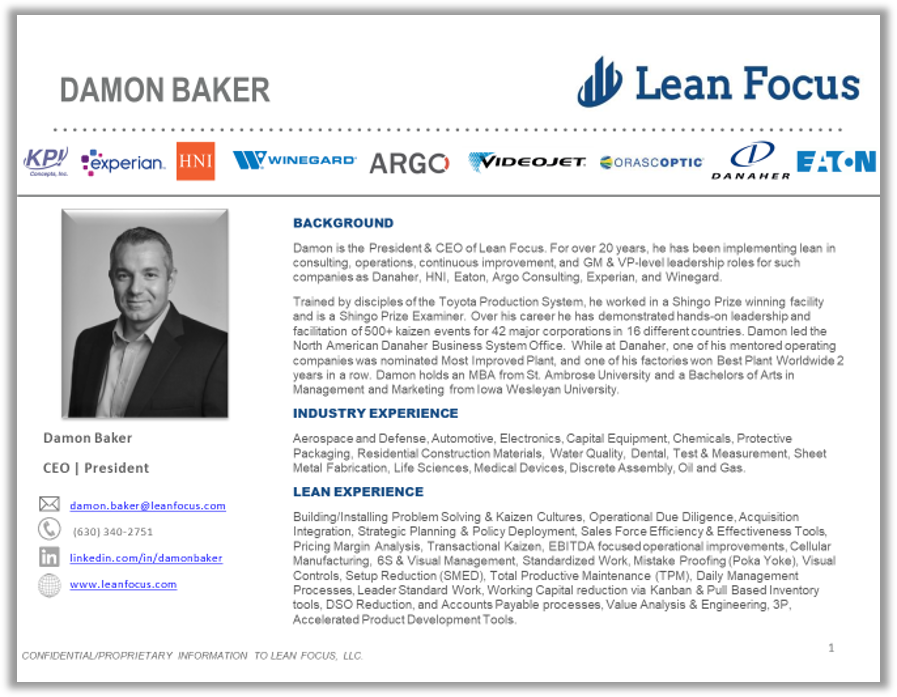 DAMON BAKER
Lean Focus
KPI
Concepts, Inc.
experian.
HNI
WINEGARD
ARGO
VIDEOJET.
ORASCOPTIC
DANAHER
EATON
BACKGROUND
Damon is the President & CEO of Lean Focus. For over 20 years, he has been implementing lean in
consulting, operations, continuous improvement, and GM & VP-level leadership roles for such
companies as Danaher, HNI, Eaton, Argo Consulting, Experian, and Winegard.
Trained by disciples of the Toyota Production System, he worked in a Shingo Prize winning facility
and is a Shingo Prize Examiner. Over his career he has demonstrated hands-on leadership and
facilitation of 500+ kaizen events for 42 major corporations in 16 different countries. Damon led the
North American Danaher Business System Office. While at Danaher, one of his mentored operating
companies was nominated Most Improved Plant, and one of his factories won Best Plant Worldwide 2
years in a row. Damon holds an MBA from St. Ambrose University and a Bachelors of Arts in
Management and Marketing from Iowa Wesleyan University.
INDUSTRY EXPERIENCE
Aerospace and Defense, Automotive, Electronics, Capital Equipment, Chemicals, Protective
Packaging, Residential Construction Materials, Water Quality, Dental, Test & Measurement, Sheet
Metal Fabrication, Life Sciences, Medical Devices, Discrete Assembly, Oil and Gas.
LEAN EXPERIENCE
Building/Installing Problem Solving & Kaizen Cultures, Operational Due Diligence, Acquisition
Integration, Strategic Planning & Policy Deployment, Sales Force Efficiency & Effectiveness Tools,
Pricing Margin Analysis, Transactional Kaizen, EBITDA focused operational improvements, Cellular
Manufacturing, 6S & Visual Management, Standardized Work, Mistake Proofing (Poka Yoke), Visual
Controls, Setup Reduction (SMED), Total Productive Maintenance (TPM), Daily Management
Processes, Leader Standard Work, Working Capital reduction via Kanban & Pull Based Inventory
tools, DSO Reduction, and Accounts Payable processes, Value Analysis & Engineering, 3P,
Accelerated Product Development Tools.
Damon Baker
CEO | President
damon.baker@leanfocus.com
(630) 340-2751
in
linkedin.com/in/damonbaker
www.leanfocus.com
CONFIDENTIAL/PROPRIETARY INFORMATION TO LEAN FOCUS, LLC.
1